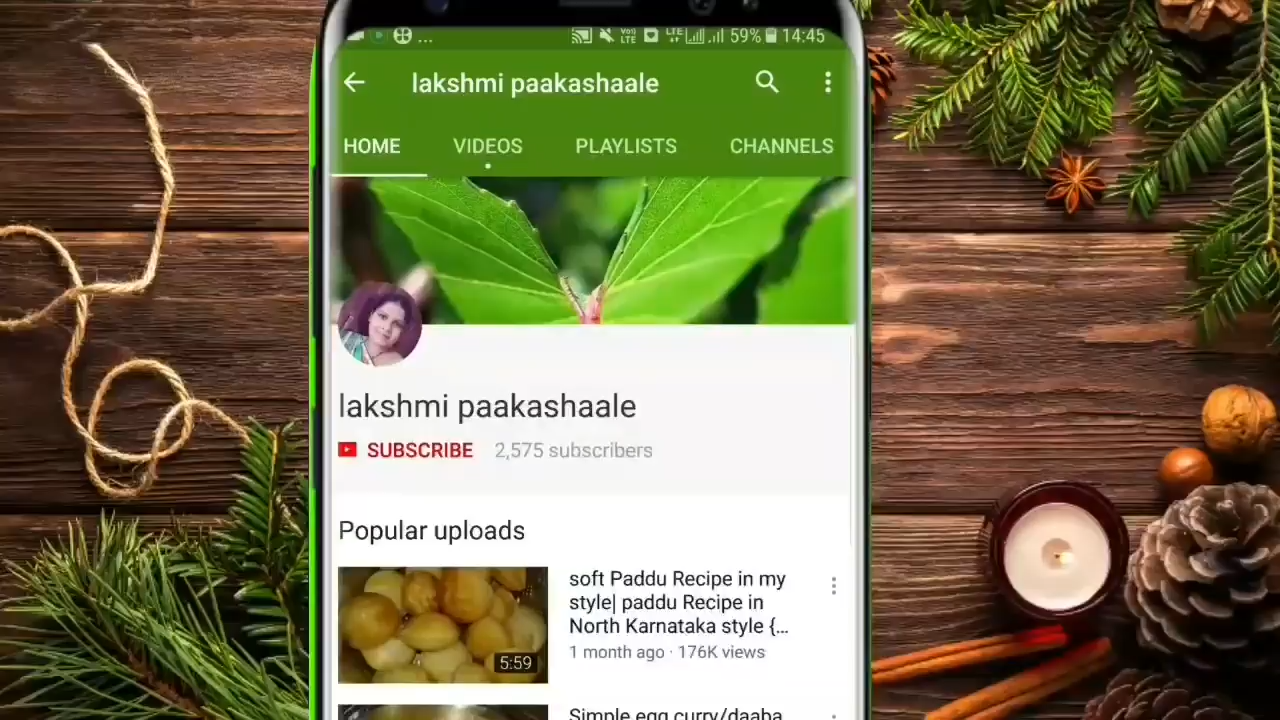 ... VoLTE LTE 59% 14:45
lakshmi paakashaale
HOME VIDEOS PLAYLISTS CHANNELS
lakshmi paakashaale
SUBSCRIBE 2,575 subscribers
Popular uploads
soft Paddu Recipe in my
style| paddu Recipe in
North Karnataka style {...
1 month ago · 176K views
5:59
Simple egg curry/daaba